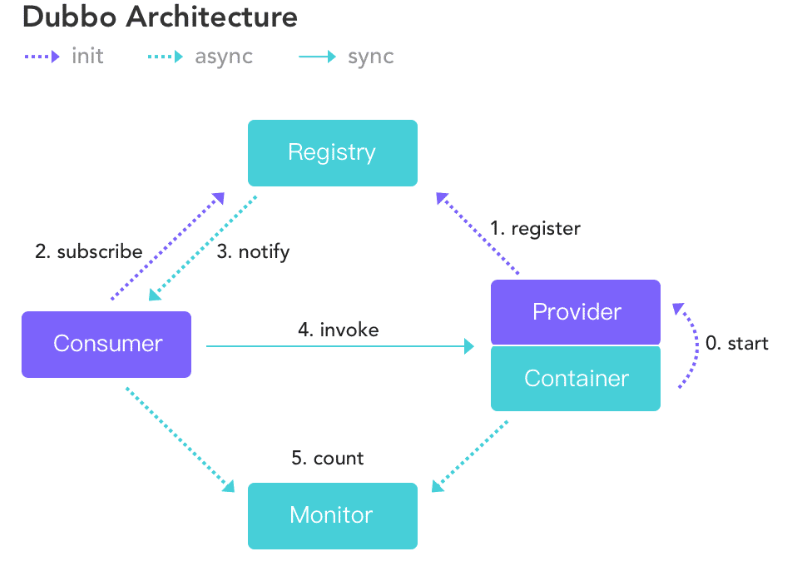 Dubbo Architecture
init async sync
Registry
1. register
2. subscribe 3. notify
Provider
4. invoke
Consumer
0. start
Container
5. count
Monitor